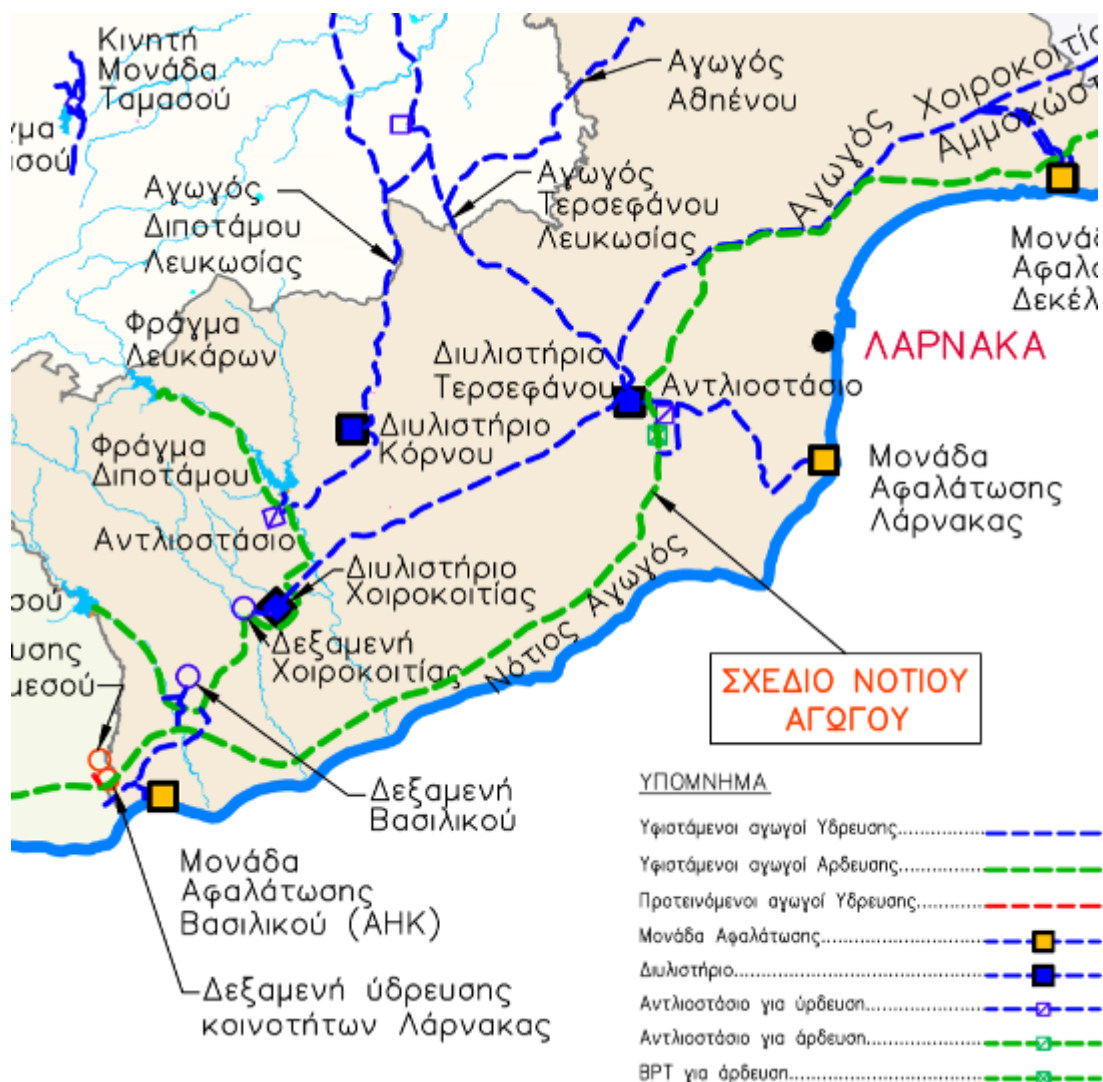 Κινητή
Μονάδα
Ταμασού
Αγωγός
Αθηένου
Αγωγός Χοιροκοιτίας
Αγωγός
Διποτάμου
Λευκωσίας
Αγωγός
Τερσεφάνου
Λευκωσίας
Φράγμα
Λευκάρων
Διυλιστήριο
Τερσεφάνου
Αντλιοστάσιο
ΛΑΡΝΑΚΑ
Φράγμα
Διποτάμου
Διυλιστήριο
Κόρνου
Μονάδα
Αφαλάτωσης
Λάρνακας
Αντλιοστάσιο
Διυλιστήριο
Χοιροκοιτίας
Δεξαμενή
Χοιροκοιτίας
Νότιος Αγωγός
ΣΧΕΔΙΟ ΝΟΤΙΟΥ
ΑΓΩΓΟΥ
Δεξαμενή
Βασιλικού
Μονάδα
Αφαλάτωσης
Βασιλικού (ΑΗΚ)
Δεξαμενή ύδρευσης
κοινοτήτων Λάρνακας
ΥΠΟΜΝΗΜΑ
Υφιστάμενοι αγωγοί Υδρευσης
Υφιστάμενοι αγωγοί Αρδευσης
Προτεινόμενοι αγωγοί Υδρευσης
Μονάδα Αφαλάτωσης
Διυλιστήριο
Αντλιοστάσιο για ύρδευση
Αντλιοστάσιο για άρδευση
ΒΡΤ για άρδευση